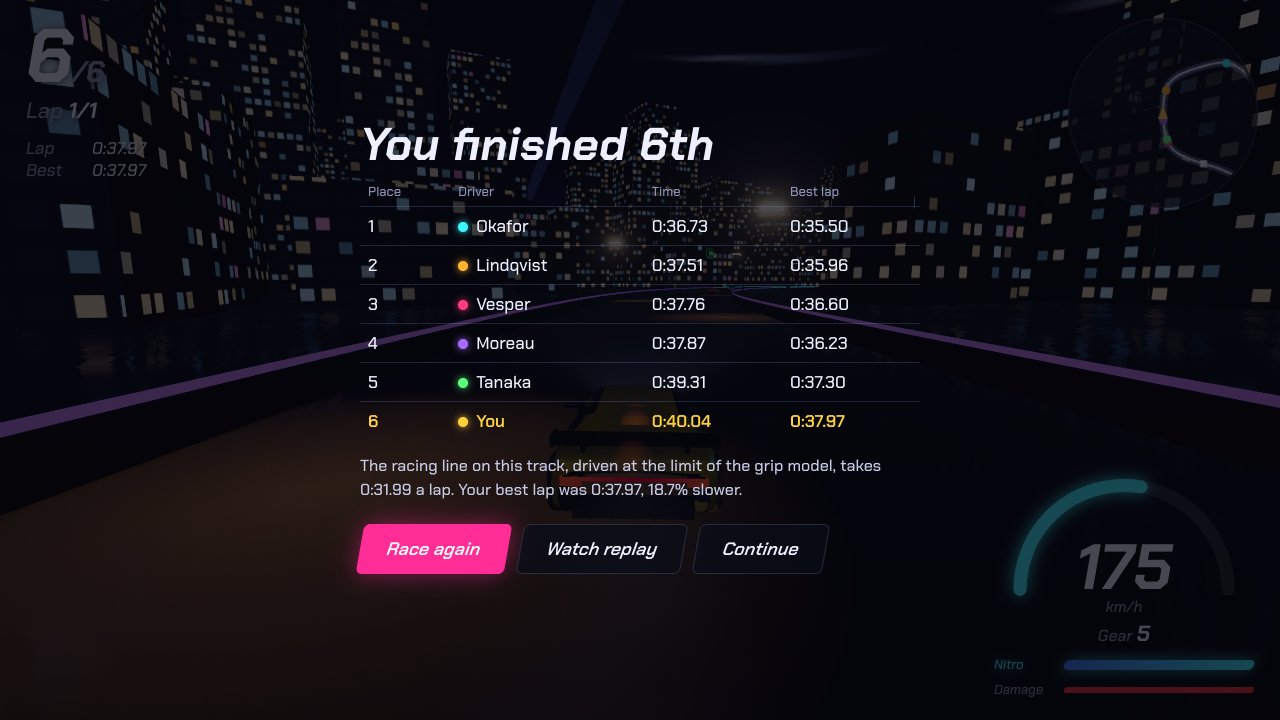 6/6
Lap 1/1
Lap 0:37.97
Best 0:37.97
You finished 6th
Place Driver Time Best lap
1 Okafor 0:36.73 0:35.50
2 Lindqvist 0:37.51 0:35.96
3 Vesper 0:37.76 0:36.60
4 Moreau 0:37.87 0:36.23
5 Tanaka 0:39.31 0:37.30
6 You 0:40.04 0:37.97
The racing line on this track, driven at the limit of the grip model, takes
0:31.99 a lap. Your best lap was 0:37.97, 18.7% slower.
Race again Watch replay Continue
175
km/h
Gear 5
Nitro
Damage